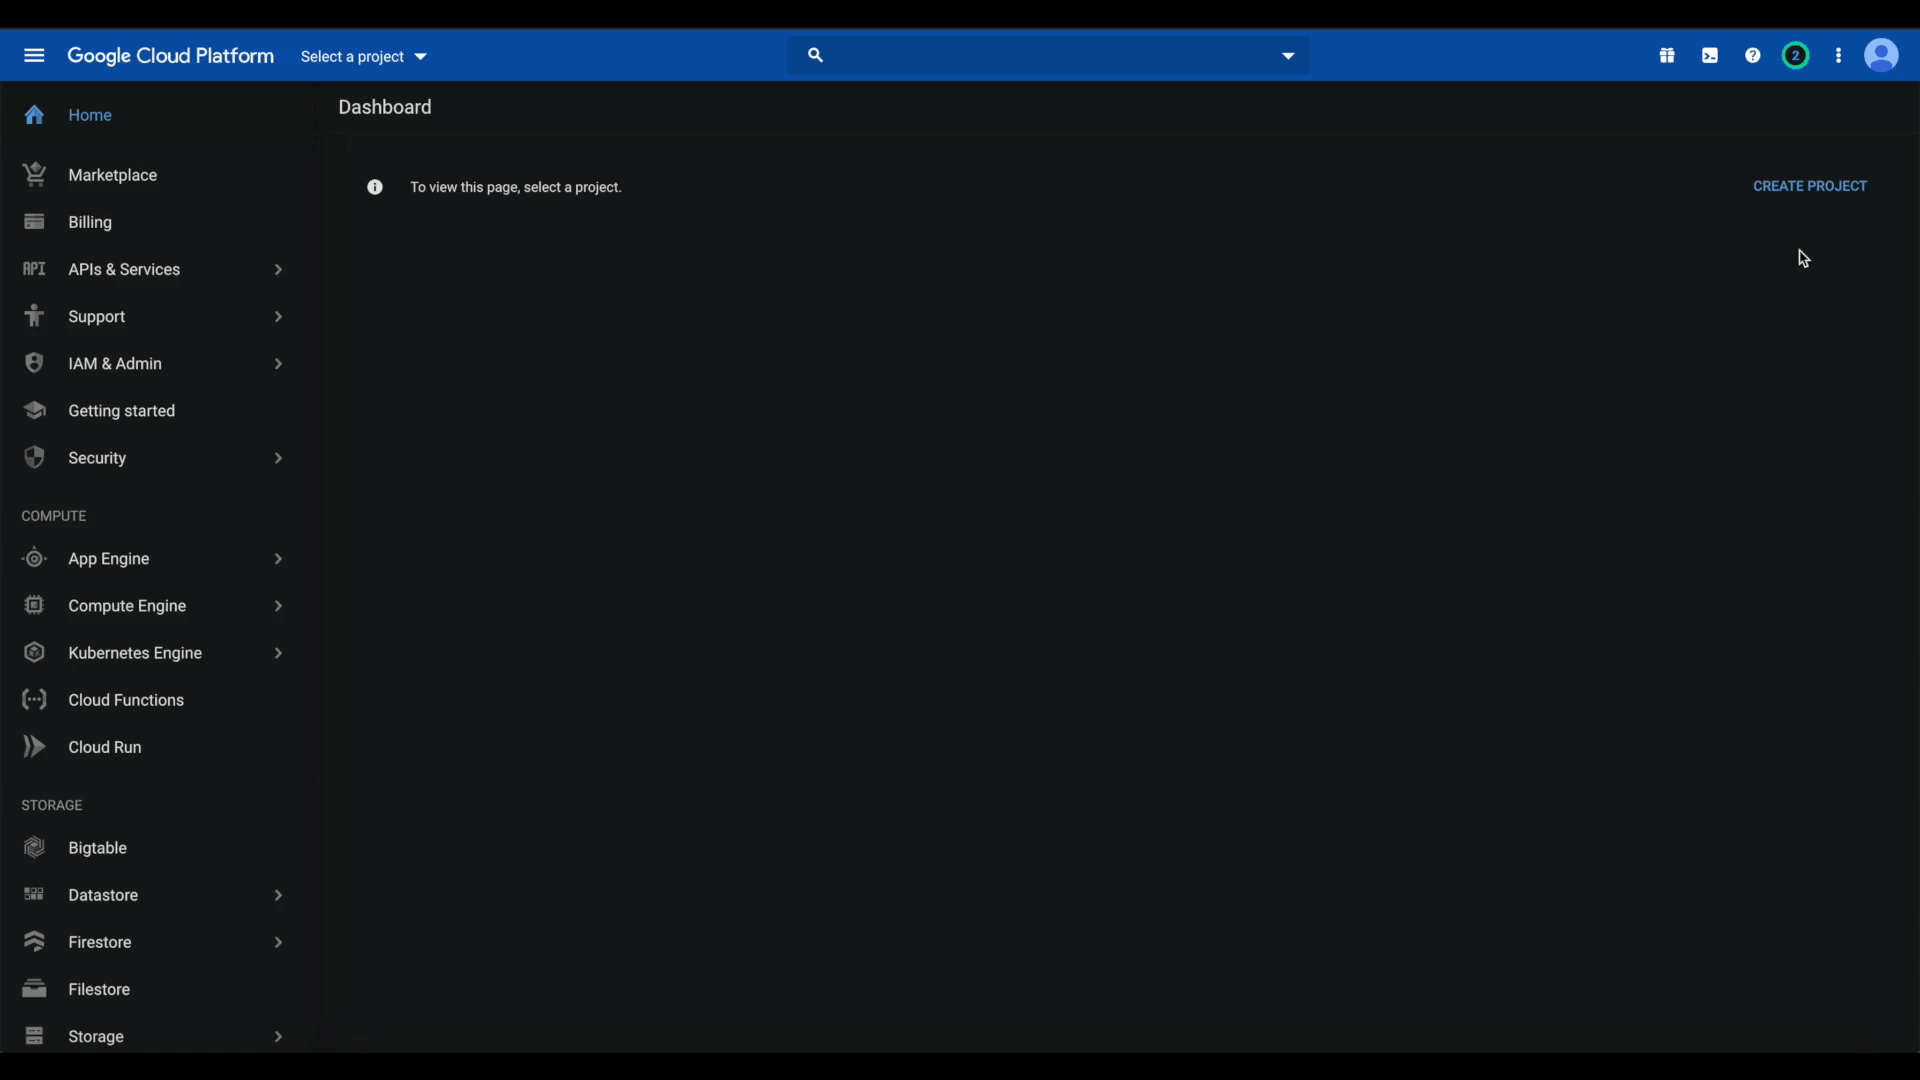 Google Cloud Platform
Select a project
2
Home
Marketplace
Billing
API
APIs & Services
Support
IAM & Admin
Getting started
Security
COMPUTE
App Engine
Compute Engine
Kubernetes Engine
Cloud Functions
Cloud Run
STORAGE
Bigtable
Datastore
Firestore
Filestore
Storage
Dashboard
To view this page, select a project.
CREATE PROJECT